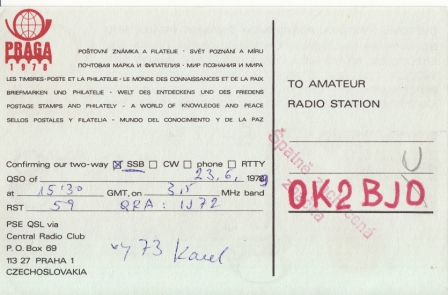 PRAGA
1978
POŠTOVNÍ ZNÁMKA A FILATELIE · SVĚT POZNÁNÍ A MÍRU
ПОЧТОВАЯ МАРКА И ФИЛАТЕЛИЯ · МИР ПОЗНАНИЯ И МИРА
LES TIMBRES-POSTE ET LA PHILATELIE · LE MONDE DES CONNAISSANCES ET DE LA PAIX
BRIEFMARKEN UND PHILATELIE · WELT DES ENTDECKENS UND DES FRIEDENS
POSTAGE STAMPS AND PHILATELY · A WORLD OF KNOWLEDGE AND PEACE
SELLOS POSTALES Y FILATELIA · MUNDO DEL CONOCIMIENTO Y DE LA PAZ
Confirming our two-way ☒ SSB ☐ CW ☐ phone ☐ RTTY
QSO of 23.6. 1979
at 15·30 GMT, on 3,5 MHz band
RST 59 QRA: IJ72
PSE QSL via
Central Radio Club
P. O. Box 69
113 27 PRAHA 1
CZECHOSLOVAKIA
73 Karel
TO AMATEUR
RADIO STATION
Špatně
značka
U
OK2BJO